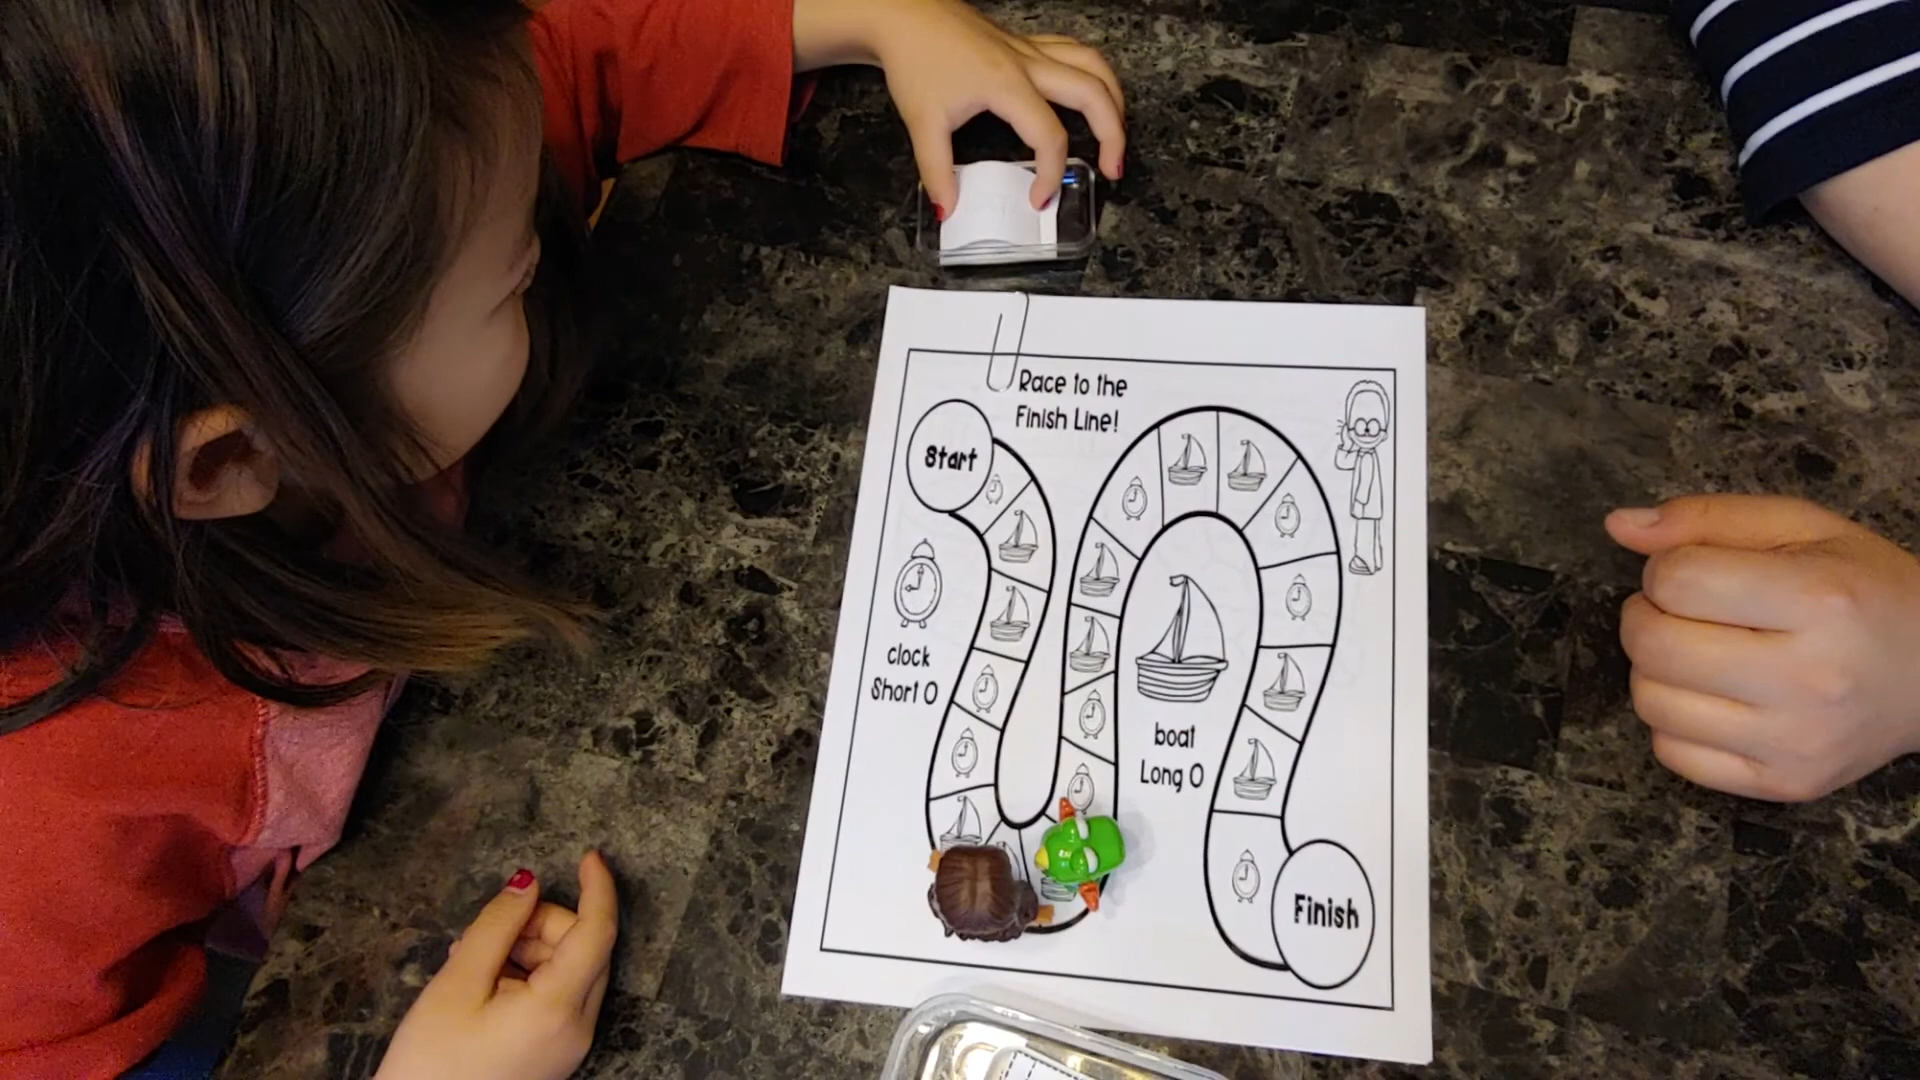 Race to the
Finish Line!
Start
clock
Short O
boat
Long O
Finish